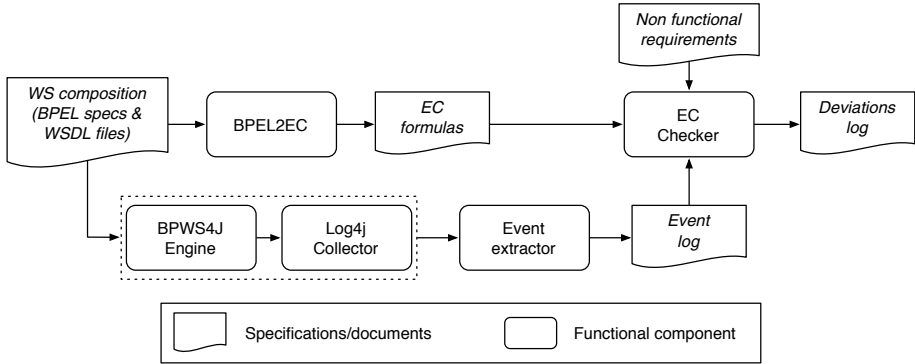 Non functional
requirements
WS composition
(BPEL specs &
WSDL files)
BPEL2EC
EC
formulas
EC
Checker
Deviations
log
BPWS4J
Engine
Log4j
Collector
Event
extractor
Event
log
Specifications/documents
Functional component